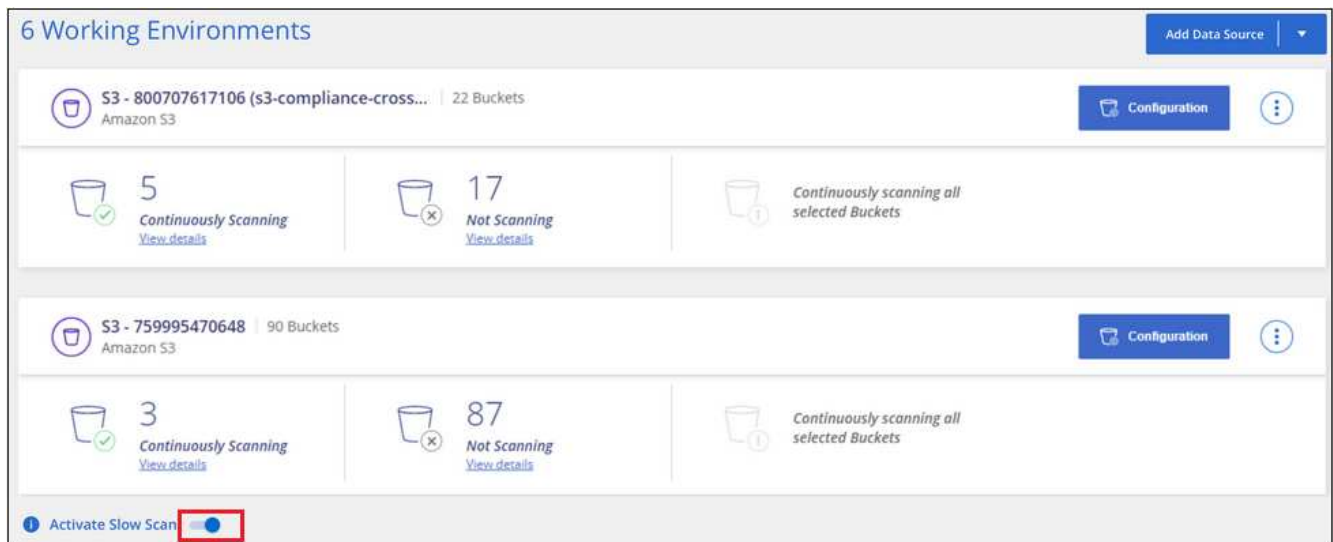 6 Working Environments
Add Data Source
S3 - 800707617106 (s3-compliance-cross... | 22 Buckets
Amazon S3
Configuration
5
Continuously Scanning
View details
17
Not Scanning
View details
Continuously scanning all
selected Buckets
S3 - 759995470648 | 90 Buckets
Amazon S3
Configuration
3
Continuously Scanning
View details
87
Not Scanning
View details
Continuously scanning all
selected Buckets
Activate Slow Scan